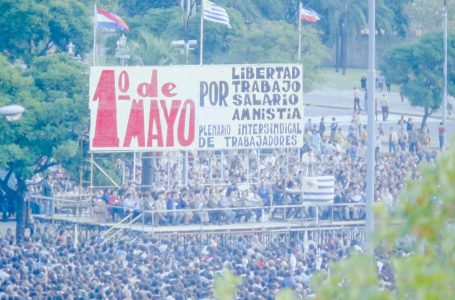 1º de
MAYO
POR
LIBERTAD
TRABAJO
SALARIO
AMNISTIA
PLENARIO INTERSINDICAL
DE TRABAJADORES